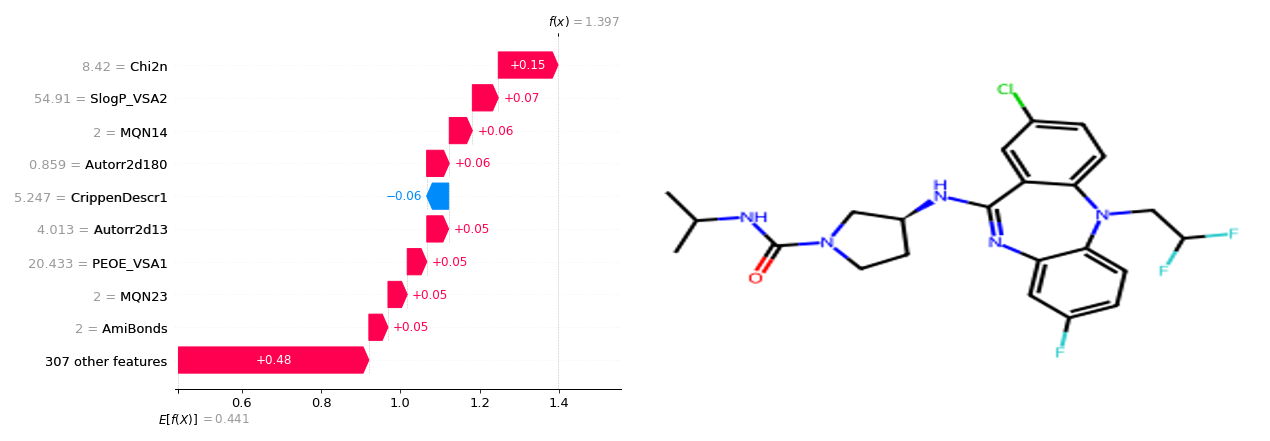 f(x) = 1.397
8.42 = Chi2n
+0.15
54.91 = SlogP_VSA2
+0.07
2 = MQN14
+0.06
0.859 = Autorr2d180
+0.06
5.247 = CrippenDescr1
−0.06
4.013 = Autorr2d13
+0.05
20.433 = PEOE_VSA1
+0.05
2 = MQN23
+0.05
2 = AmiBonds
+0.05
307 other features
+0.48
0.6 0.8 1.0 1.2 1.4
E[f(X)] = 0.441
Cl
H
N
NH
N
N
N
O
F
F
F